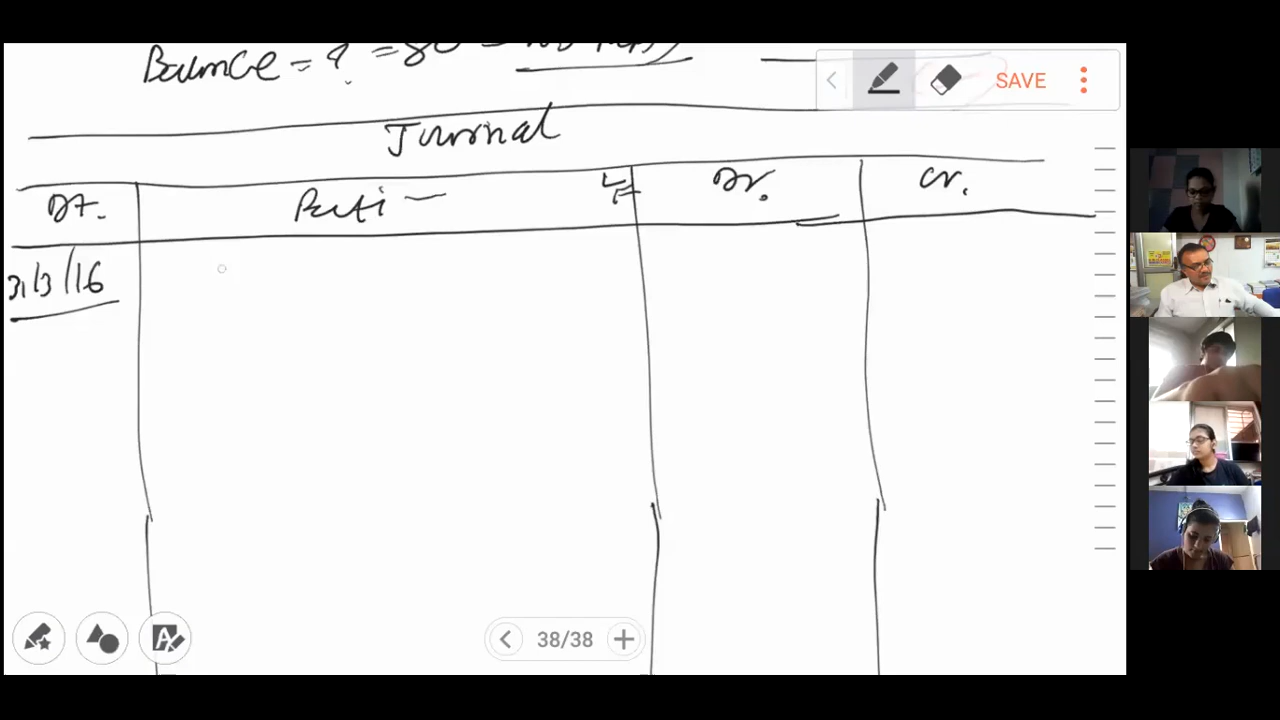 Balance = ? = 80
SAVE
Journal
Dt. Parti — LF Dr. Cr.
31/3/16
38/38